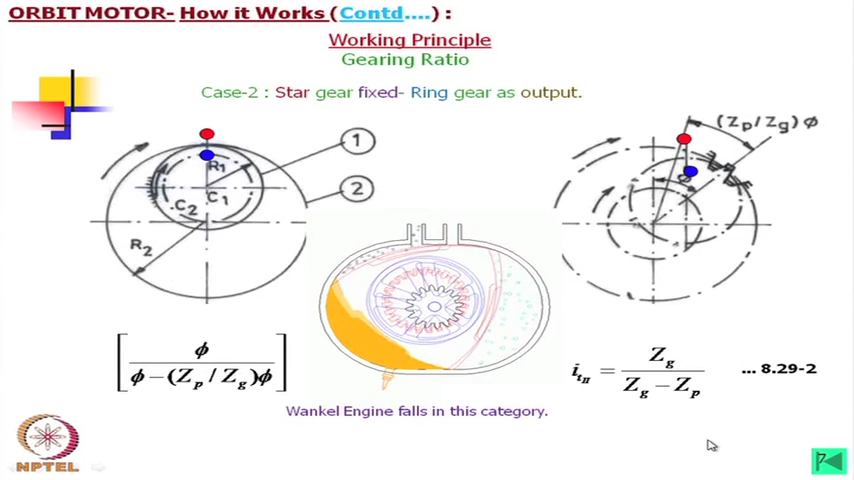 ORBIT MOTOR- How it Works (Contd....) :
Working Principle
Gearing Ratio
Case-2 : Star gear fixed- Ring gear as output.
(Zp/Zg)φ
1
R1
C1
2
C2
R2
φ
[φ / (φ − (Zp / Zg)φ)]
i_tII = Zg / (Zg − Zp) ... 8.29-2
Wankel Engine falls in this category.
NPTEL
7